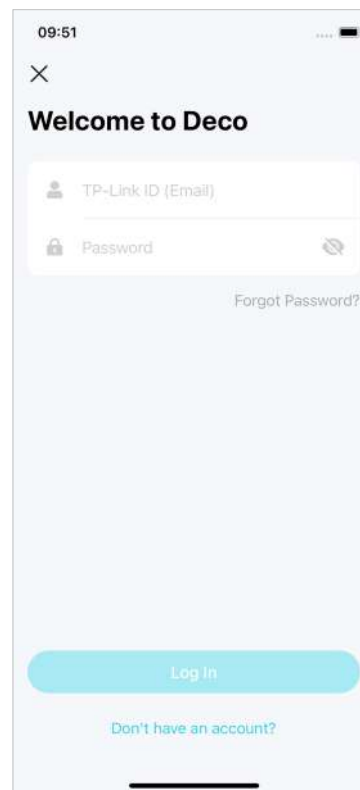 09:51
Welcome to Deco
TP-Link ID (Email)
Password
Forgot Password?
Log In
Don't have an account?